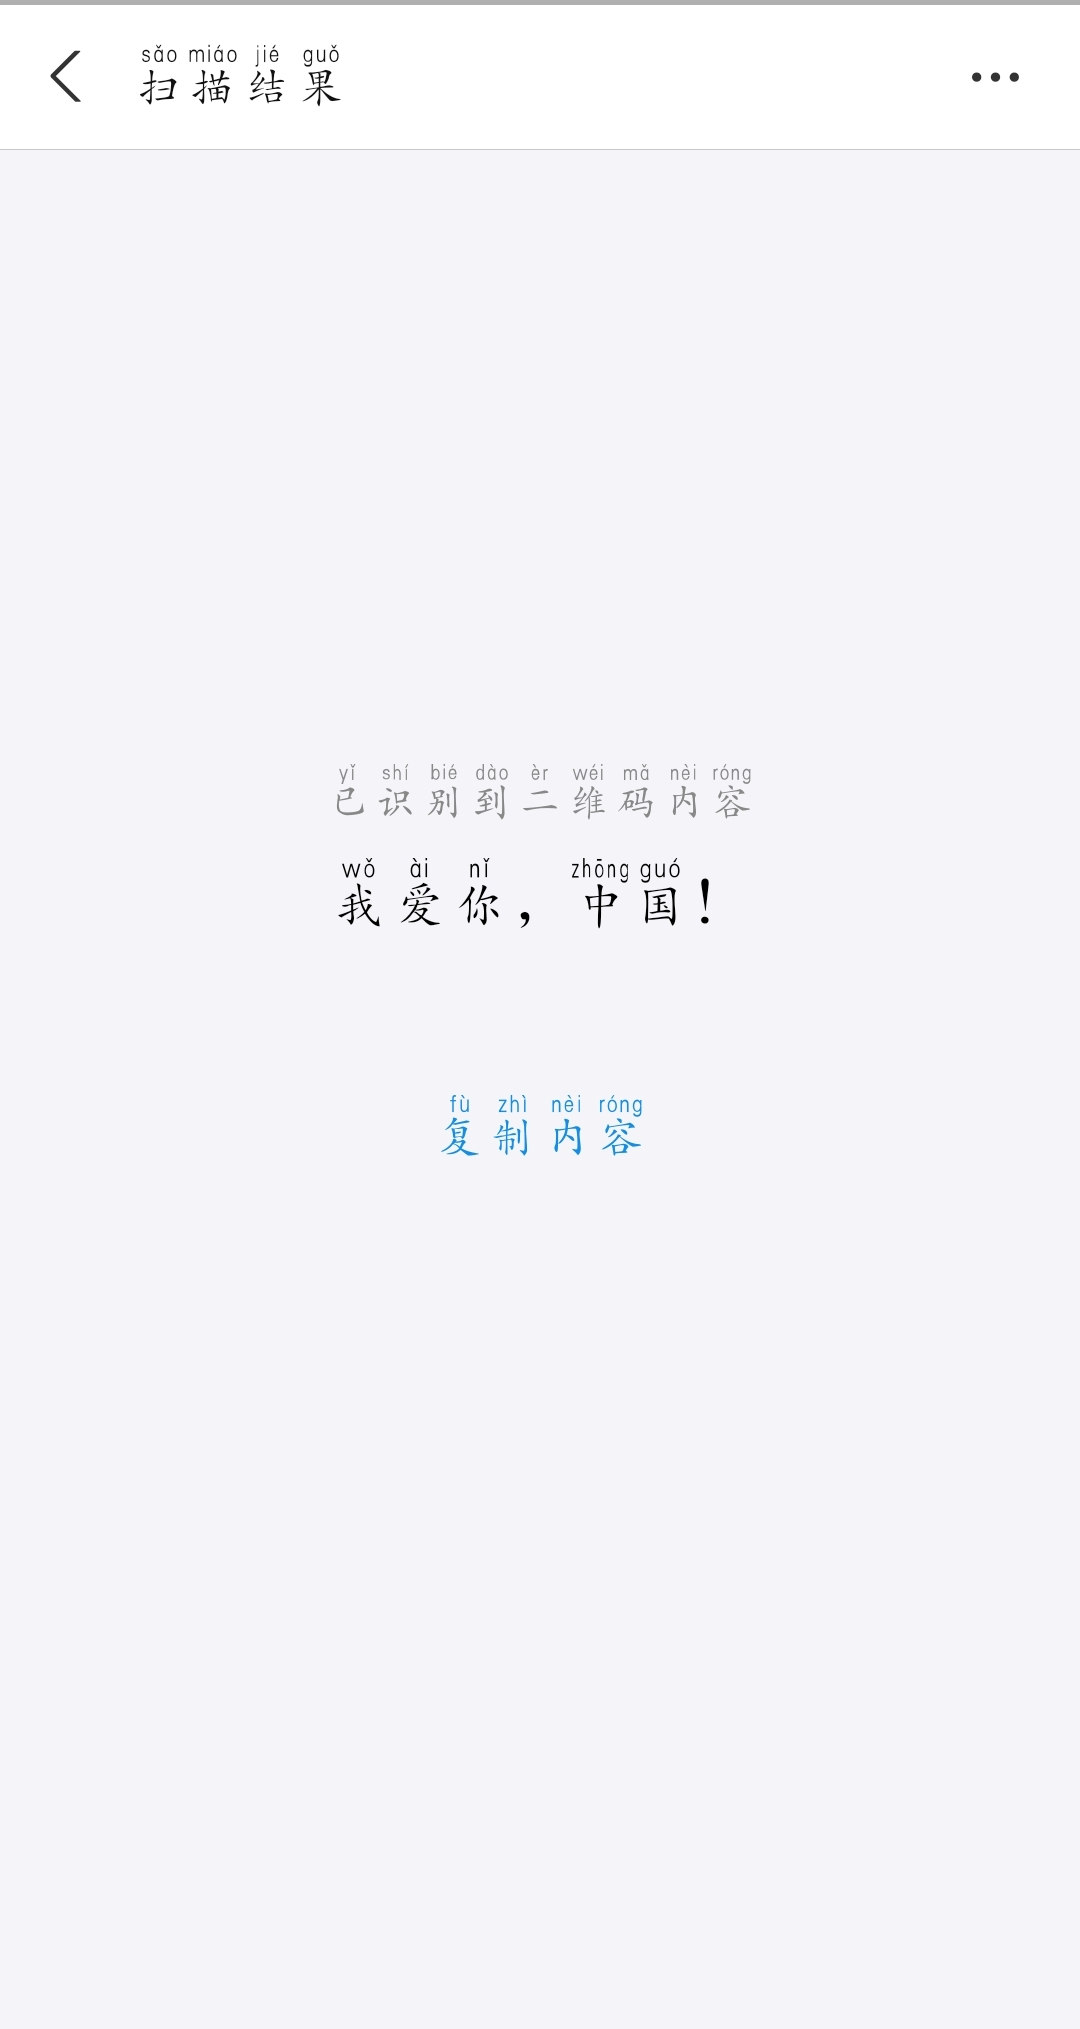 sǎo miáo jié guǒ
扫描结果
yǐ shí bié dào èr wéi mǎ nèi róng
已识别到二维码内容
wǒ ài nǐ zhōng guó
我爱你，中国！
fù zhì nèi róng
复制内容